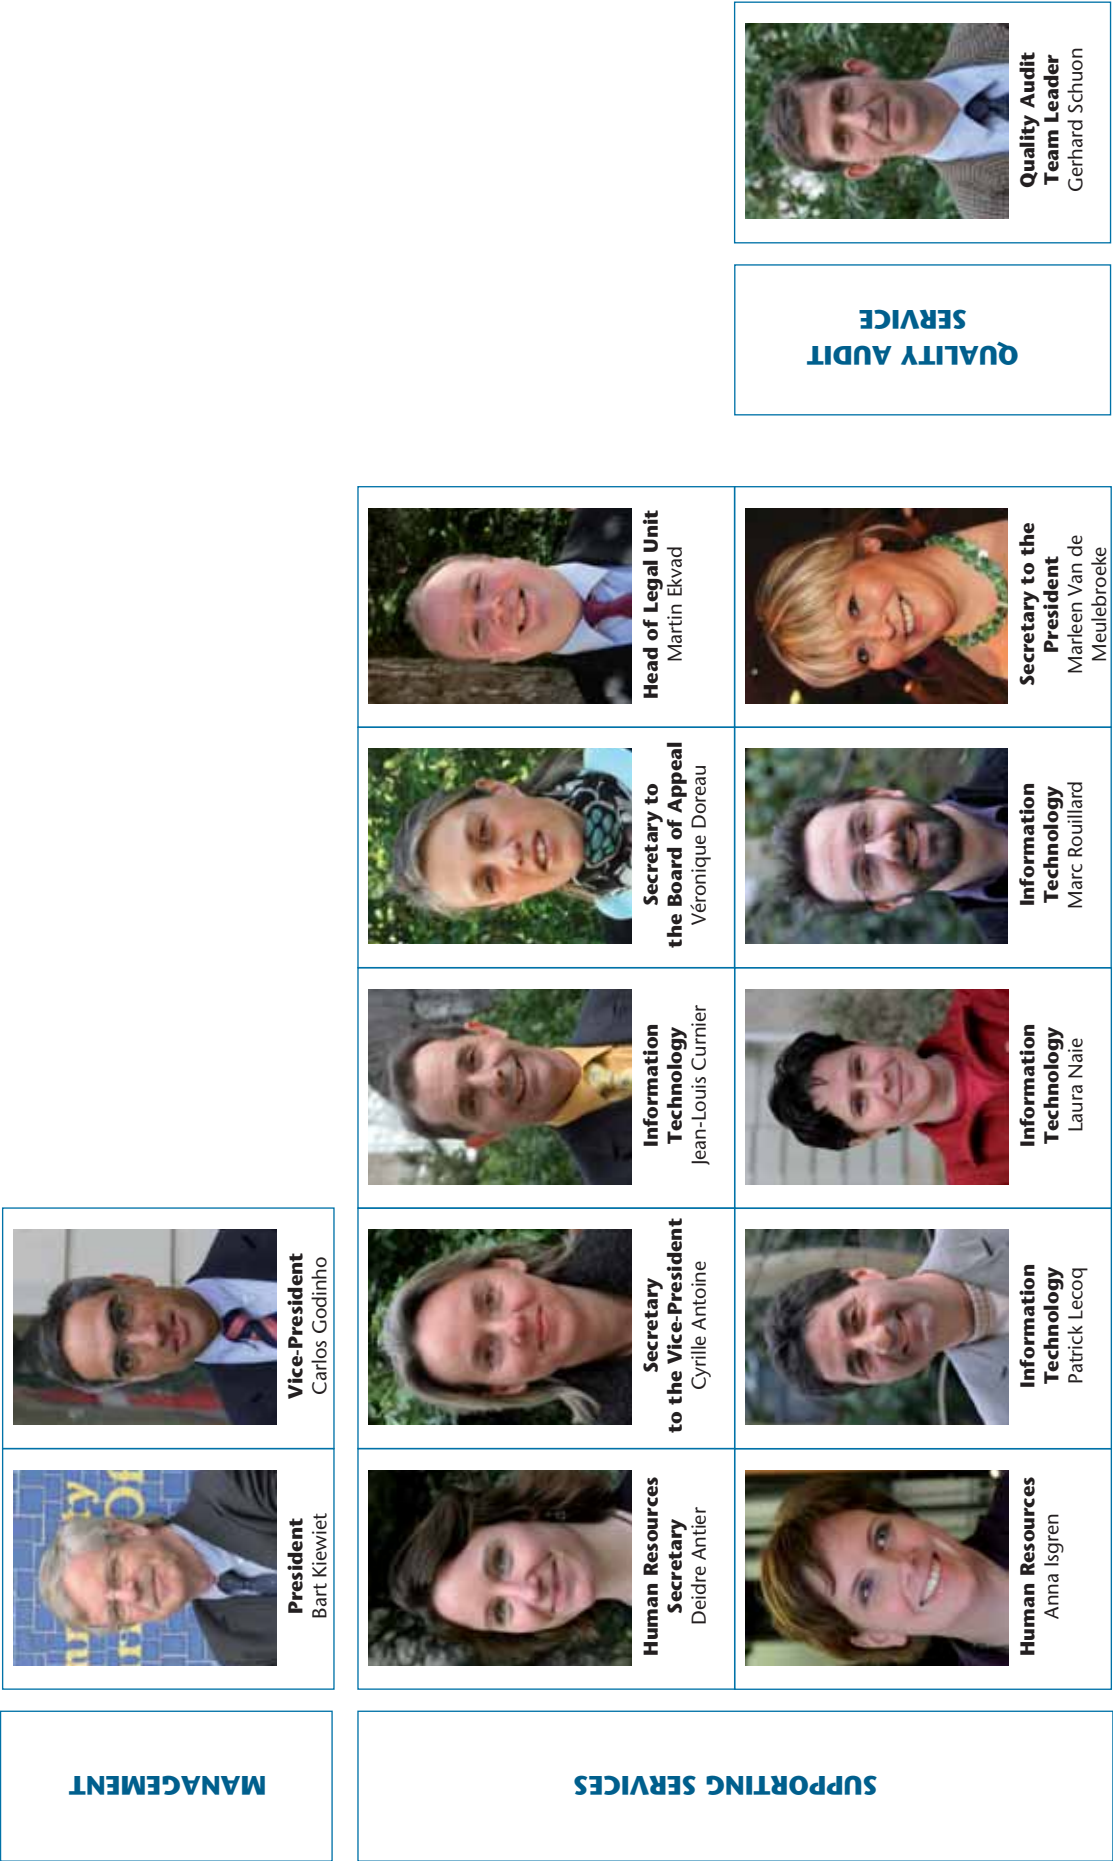 MANAGEMENT
President
Bart Kiewiet
Vice-President
Carlos Godinho
SUPPORTING SERVICES
Human Resources
Secretary
Deidre Antier
Secretary
to the Vice-President
Cyrille Antoine
Information
Technology
Jean-Louis Curnier
Secretary to
the Board of Appeal
Véronique Doreau
Head of Legal Unit
Martin Ekvad
Human Resources
Anna Isgren
Information
Technology
Patrick Lecoq
Information
Technology
Laura Naie
Information
Technology
Marc Rouillard
Secretary to the
President
Marleen Van de
Meulebroeke
QUALITY AUDIT
SERVICE
Quality Audit
Team Leader
Gerhard Schuon